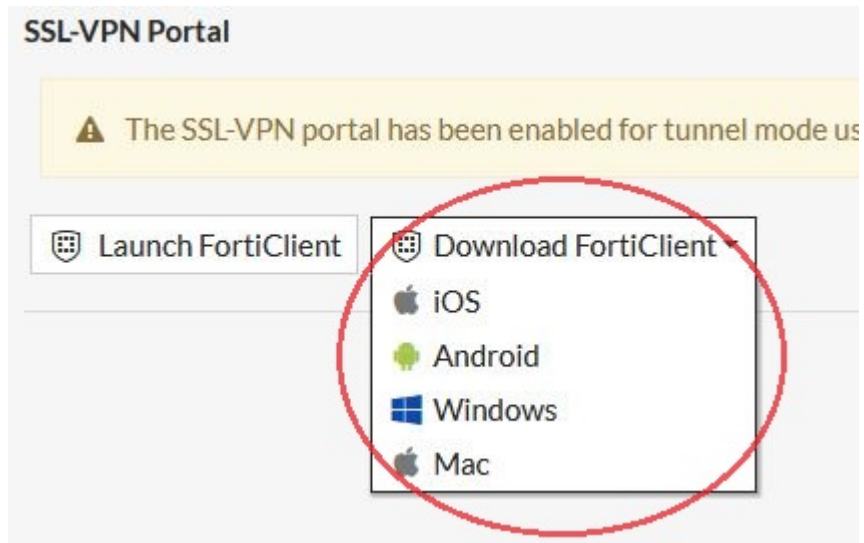 SSL-VPN Portal
The SSL-VPN portal has been enabled for tunnel mode
Launch FortiClient
Download FortiClient
iOS
Android
Windows
Mac